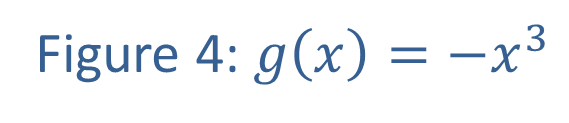 Figure 4: g(x) = −x³